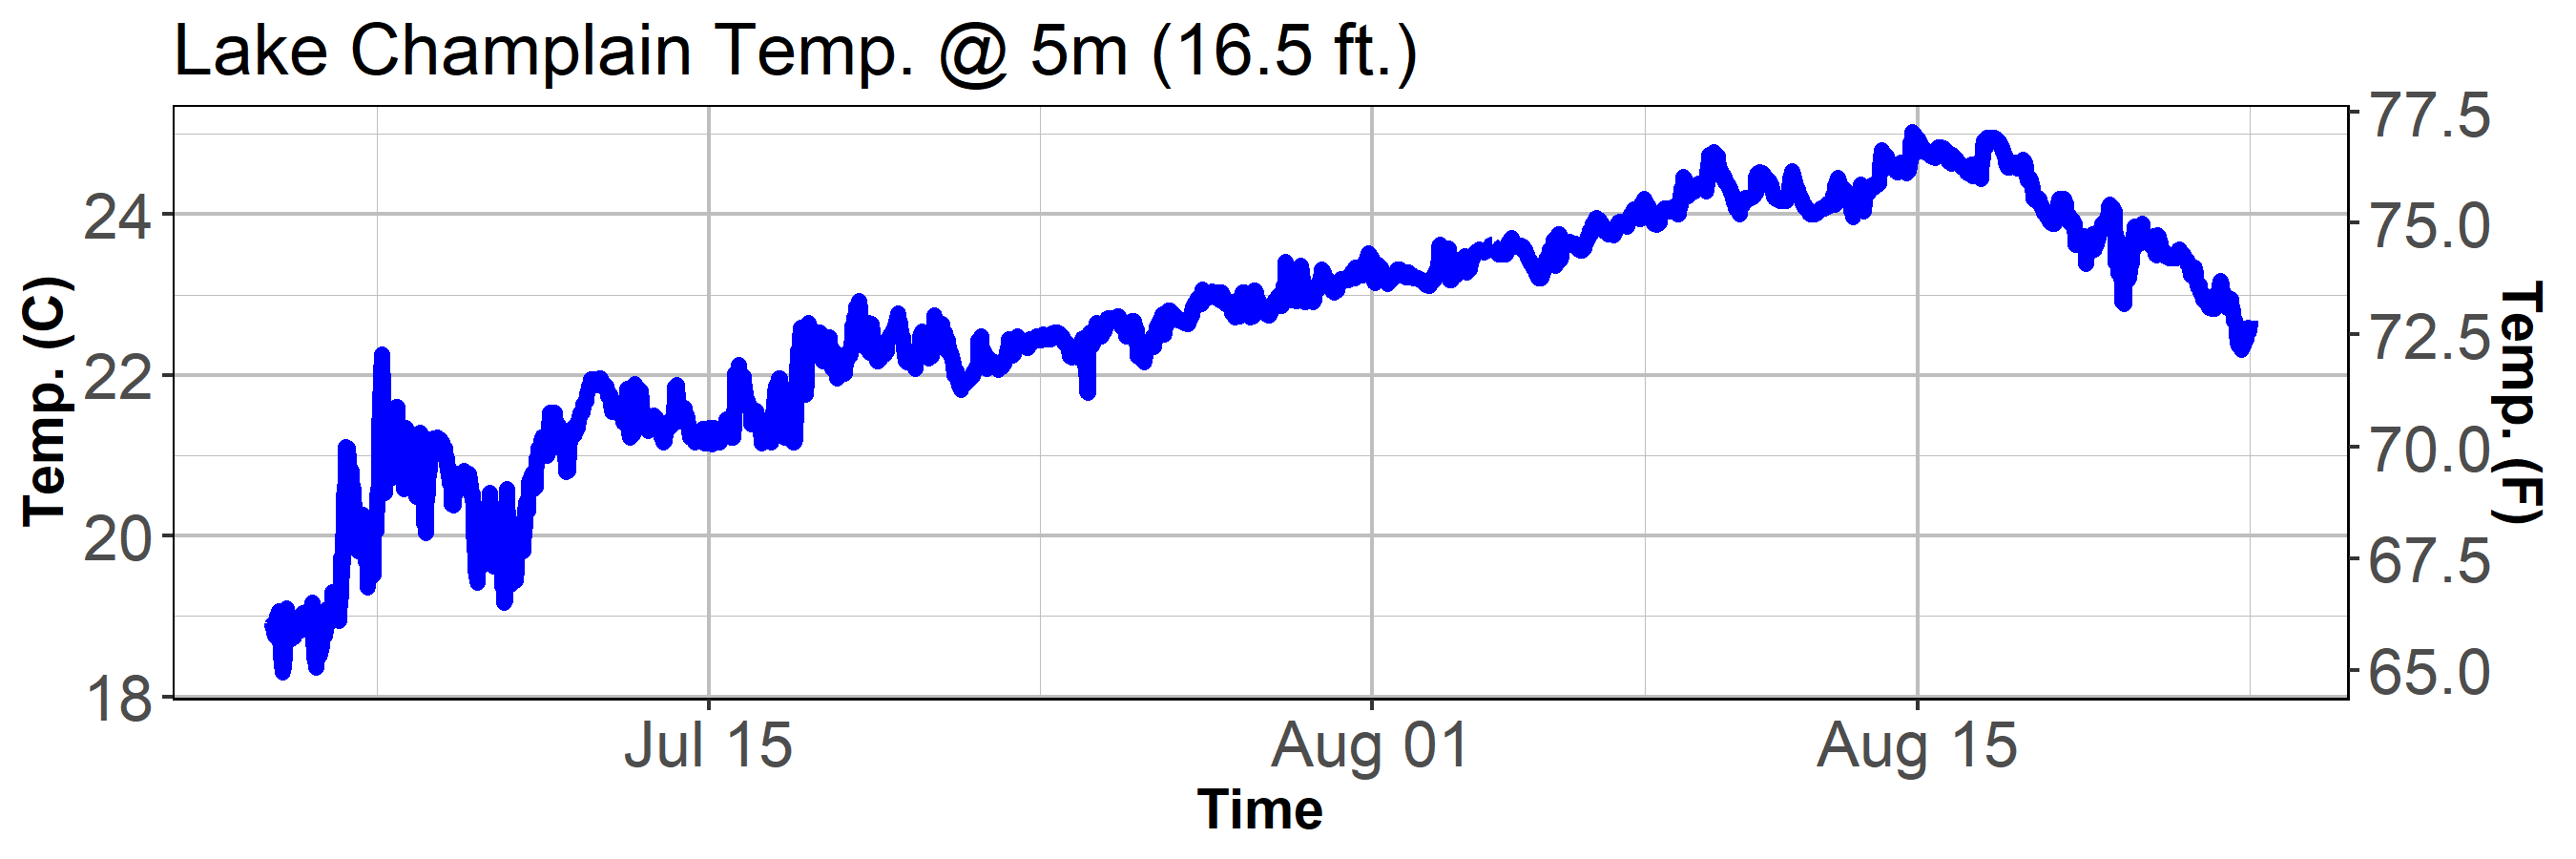 Lake Champlain Temp. @ 5m (16.5 ft.)
Temp. (C)
24
22
20
18
77.5
75.0
72.5
70.0
67.5
65.0
Temp. (F)
Jul 15
Aug 01
Aug 15
Time